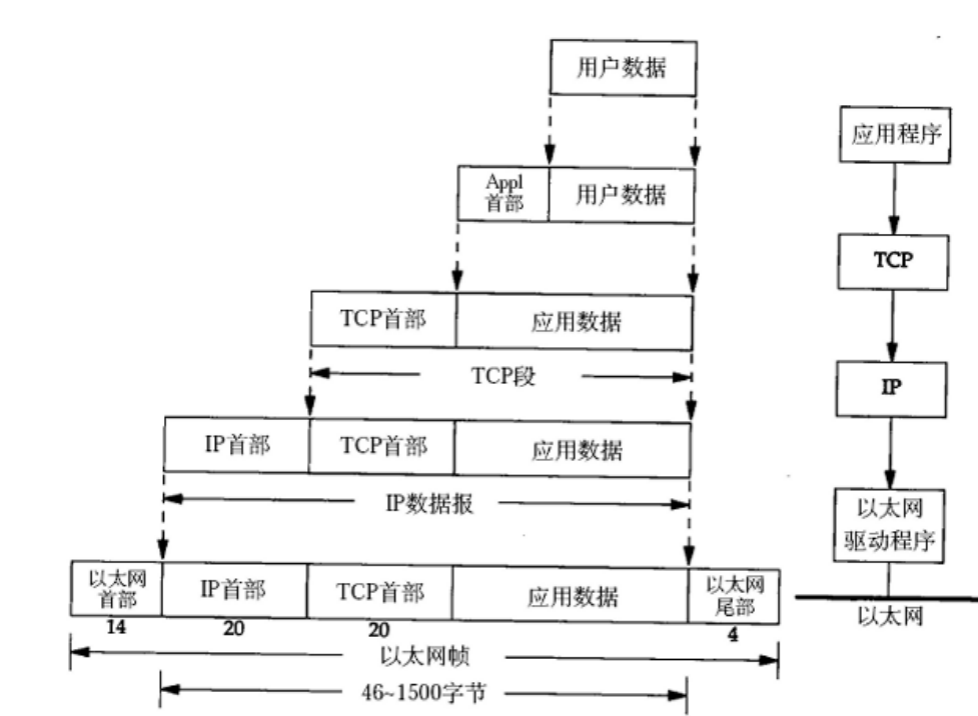 用户数据
应用程序
Appl
首部
用户数据
TCP
TCP首部
应用数据
TCP段
IP
IP首部
TCP首部
应用数据
IP数据报
以太网
驱动程序
以太网
首部
IP首部
TCP首部
应用数据
以太网
尾部
以太网
14
20
20
4
以太网帧
46~1500字节